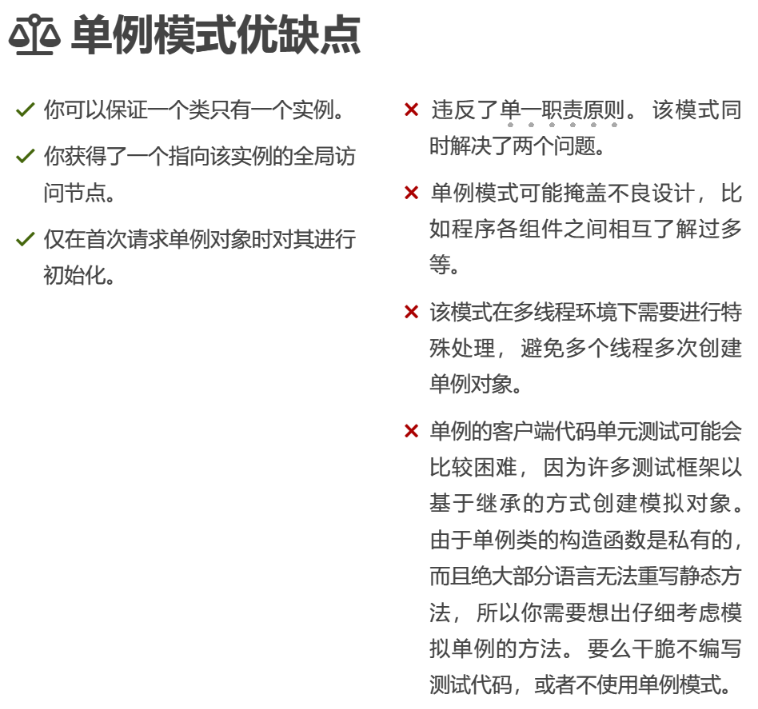 单例模式优缺点
你可以保证一个类只有一个实例。
你获得了一个指向该实例的全局访
问节点。
仅在首次请求单例对象时对其进行
初始化。
违反了单一职责原则。 该模式同
时解决了两个问题。
单例模式可能掩盖不良设计， 比
如程序各组件之间相互了解过多
等。
该模式在多线程环境下需要进行特
殊处理， 避免多个线程多次创建
单例对象。
单例的客户端代码单元测试可能会
比较困难， 因为许多测试框架以
基于继承的方式创建模拟对象。
由于单例类的构造函数是私有的，
而且绝大部分语言无法重写静态方
法， 所以你需要想出仔细考虑模
拟单例的方法。 要么干脆不编写
测试代码， 或者不使用单例模式。